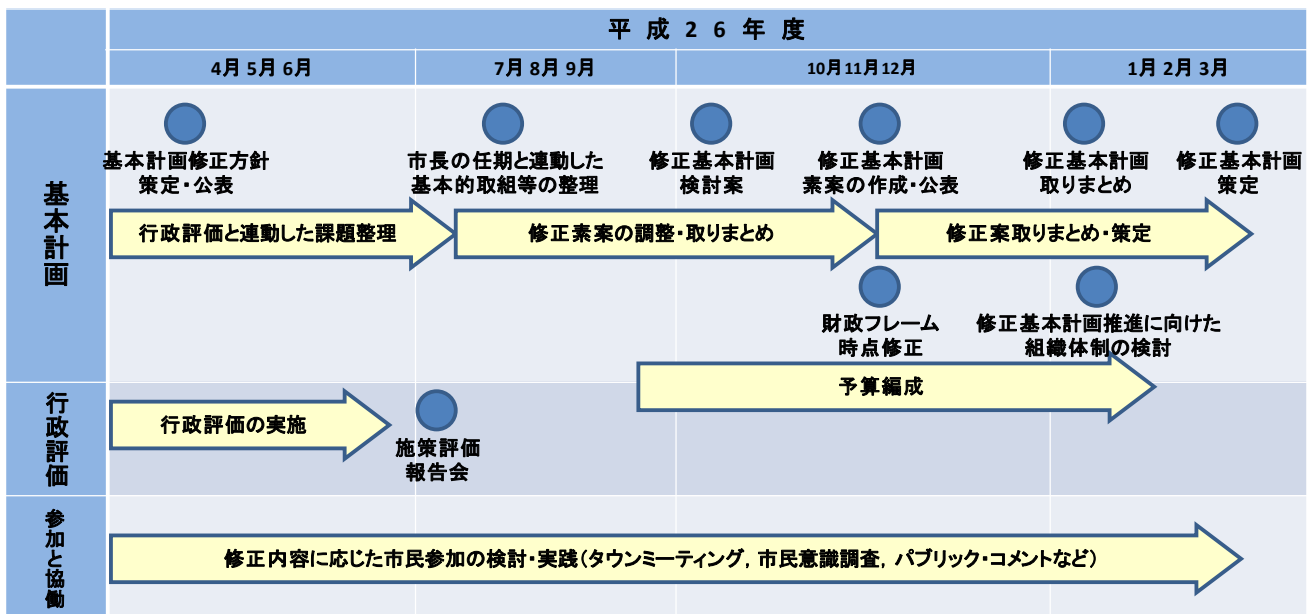 平成26年度
4月5月6月
7月8月9月
10月11月12月
1月2月3月
基本計画
基本計画修正方針
策定・公表
市長の任期と連動した
基本的取組等の整理
修正基本計画
検討案
修正基本計画
素案の作成・公表
修正基本計画
取りまとめ
修正基本計画
策定
行政評価と連動した課題整理
修正素案の調整・取りまとめ
修正案取りまとめ・策定
財政フレーム
時点修正
修正基本計画推進に向けた
組織体制の検討
予算編成
行政評価
行政評価の実施
施策評価
報告会
参加と協働
修正内容に応じた市民参加の検討・実践(タウンミーティング, 市民意識調査, パブリック・コメントなど)